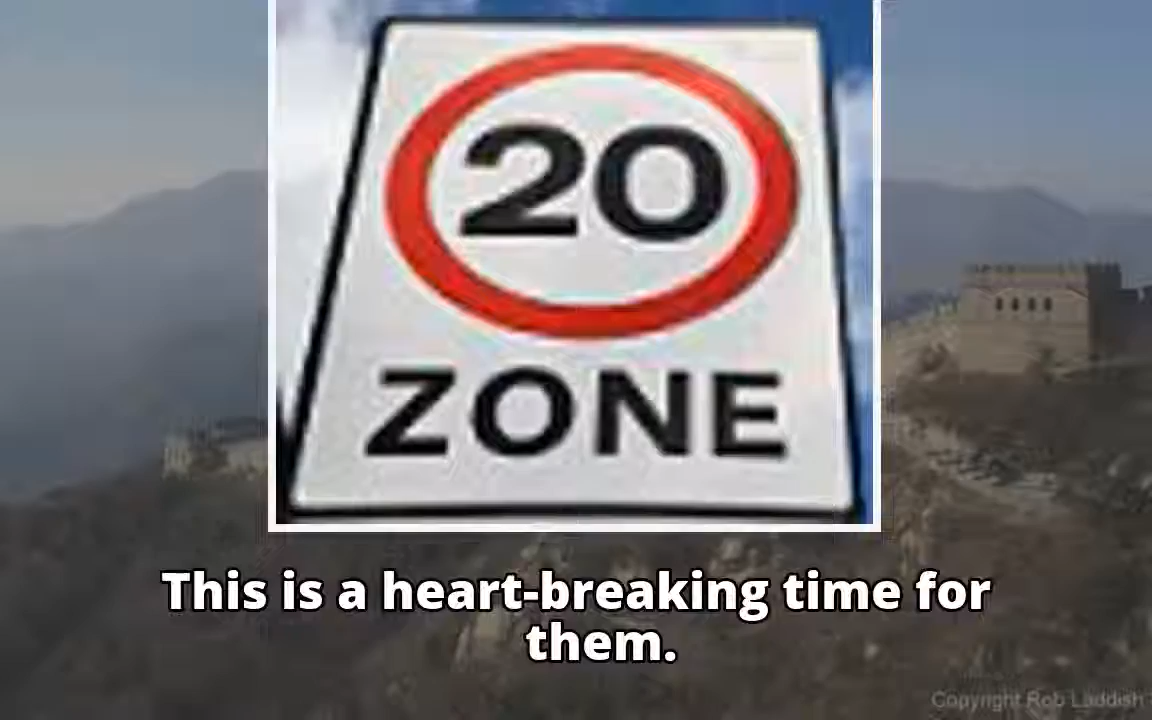 20
ZONE
This is a heart-breaking time for
them.
Copyright Rob Laddish